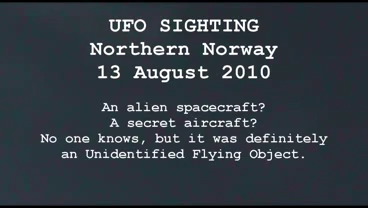 UFO SIGHTING
Northern Norway
13 August 2010
An alien spacecraft?
A secret aircraft?
No one knows, but it was definitely
an Unidentified Flying Object.